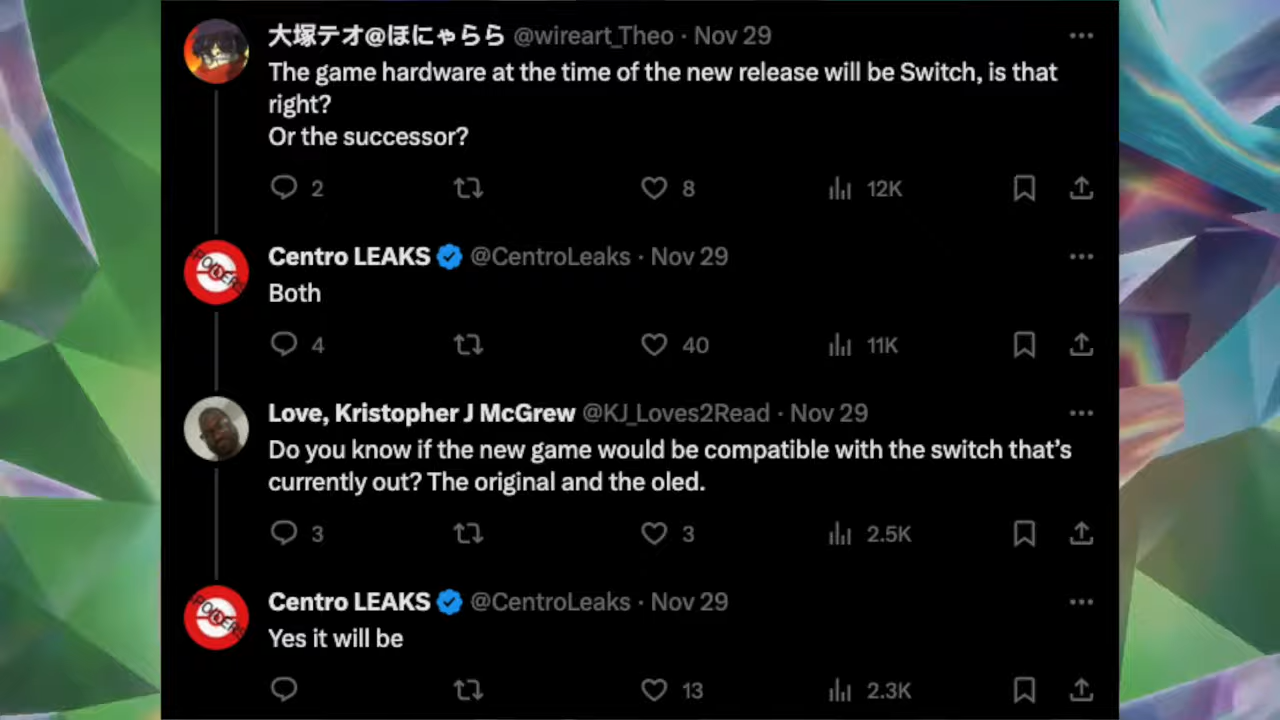 大塚テオ@ほにゃらら @wireart_Theo · Nov 29
The game hardware at the time of the new release will be Switch, is that
right?
Or the successor?
2 8 12K
Centro LEAKS @CentroLeaks · Nov 29
Both
4 40 11K
Love, Kristopher J McGrew @KJ_Loves2Read · Nov 29
Do you know if the new game would be compatible with the switch that’s
currently out? The original and the oled.
3 3 2.5K
Centro LEAKS @CentroLeaks · Nov 29
Yes it will be
13 2.3K